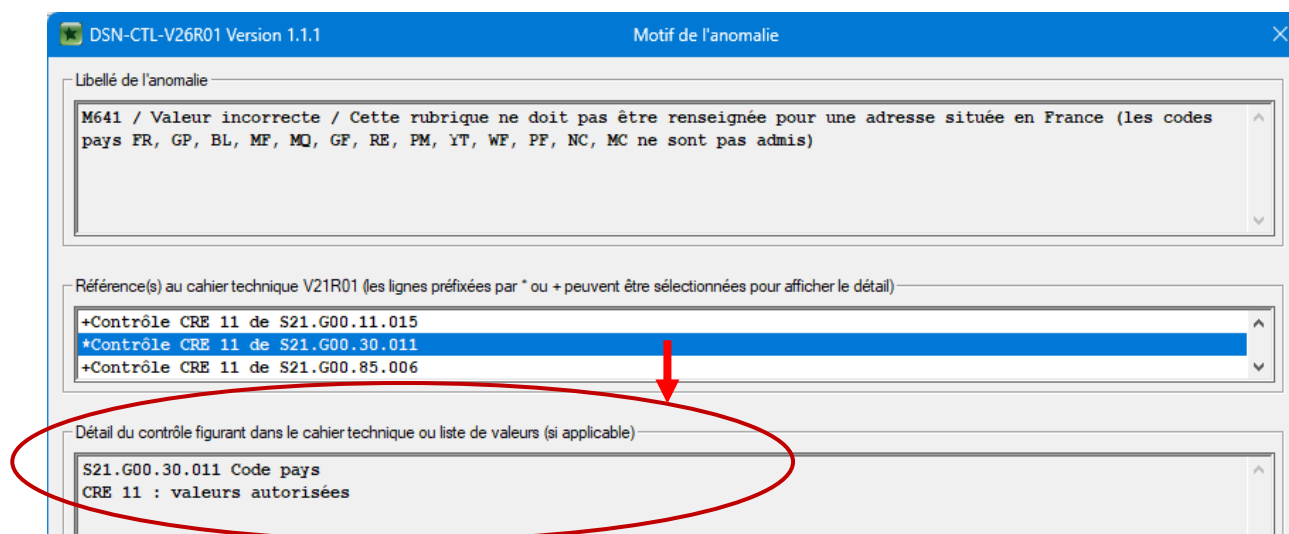 DSN-CTL-V26R01 Version 1.1.1 Motif de l'anomalie
Libellé de l'anomalie
M641 / Valeur incorrecte / Cette rubrique ne doit pas être renseignée pour une adresse située en France (les codes
pays FR, GP, BL, MF, MQ, GF, RE, PM, YT, WF, PF, NC, MC ne sont pas admis)
Référence(s) au cahier technique V21R01 (les lignes préfixées par * ou + peuvent être sélectionnées pour afficher le détail)
+Contrôle CRE 11 de S21.G00.11.015
*Contrôle CRE 11 de S21.G00.30.011
+Contrôle CRE 11 de S21.G00.85.006
Détail du contrôle figurant dans le cahier technique ou liste de valeurs (si applicable)
S21.G00.30.011 Code pays
CRE 11 : valeurs autorisées